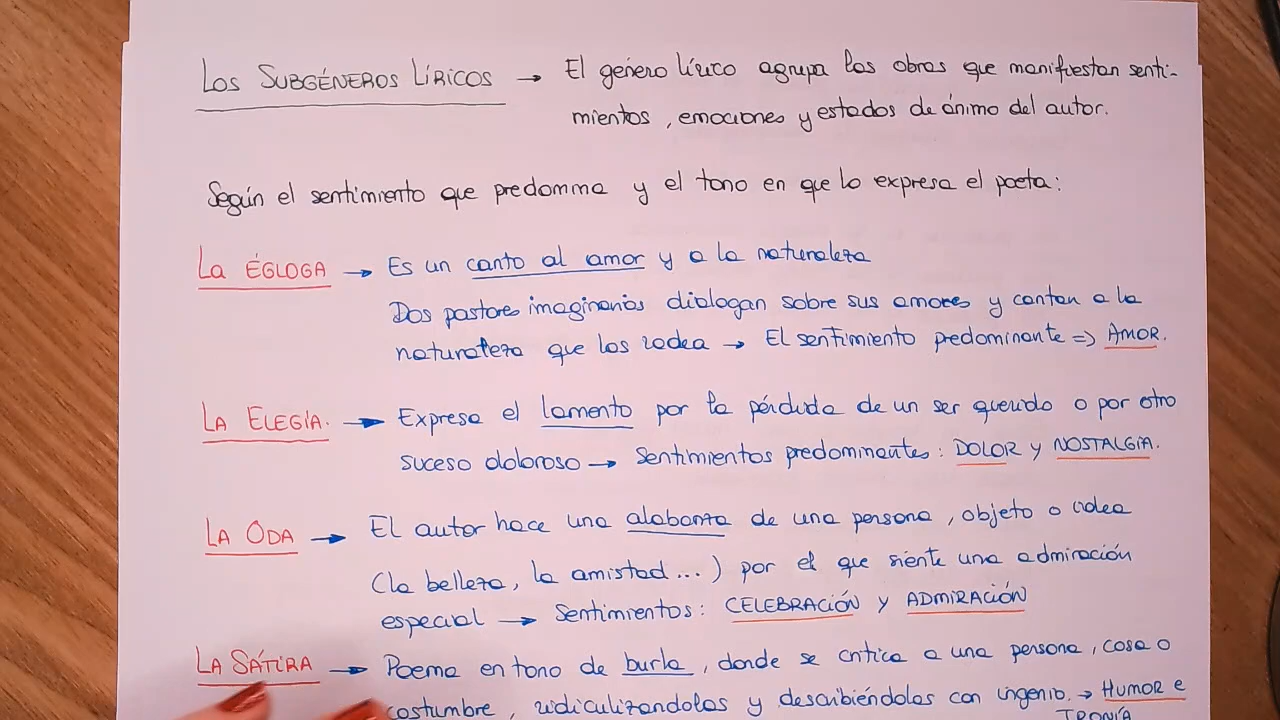 LOS SUBGÉNEROS LÍRICOS → El género lírico agrupa las obras que manifiestan senti-
mientos, emociones y estados de ánimo del autor.
Según el sentimiento que predomina y el tono en que lo expresa el poeta:
La ÉGLOGA → Es un canto al amor y a la naturaleza
Dos pastores imaginarios dialogan sobre sus amores y cantan a la
naturaleza que los rodea → El sentimiento predominante => AMOR.
LA ELEGÍA. → Expresa el lamento por la pérdida de un ser querido o por otro
suceso doloroso → Sentimientos predominantes: DOLOR y NOSTALGIA.
LA ODA → El autor hace una alabanza de una persona, objeto o idea
(la belleza, la amistad...) por el que siente una admiración
especial → Sentimientos: CELEBRACIÓN y ADMIRACIÓN
LA SÁTIRA → Poema en tono de burla, donde se critica a una persona, cosa o
costumbre, ridiculizandolas y describiéndolas con ingenio. → HUMOR e
IRONÍA